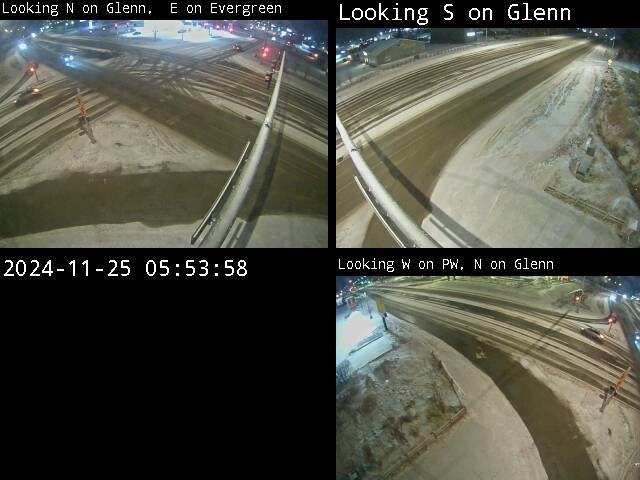 Looking N on Glenn,  E on Evergreen
Looking S on Glenn
2024-11-25 05:53:58
Looking W on PW, N on Glenn